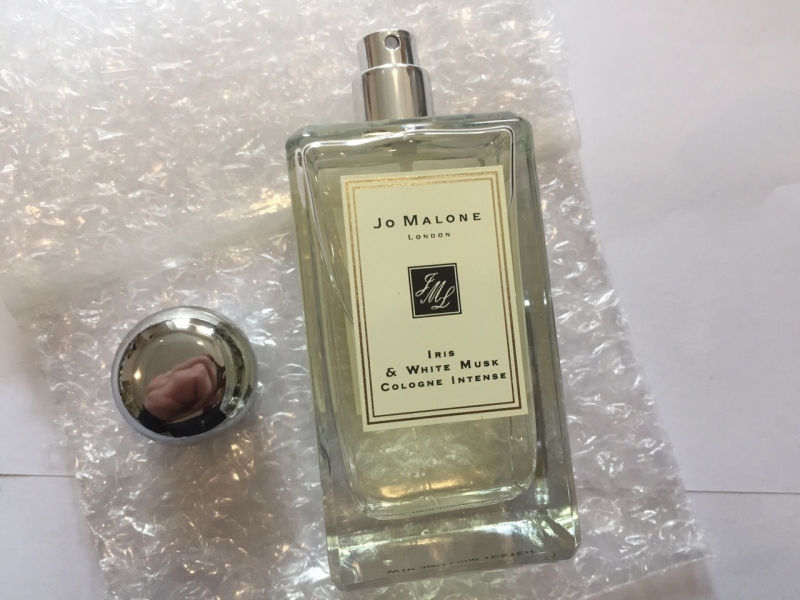 JO MALONE
LONDON
JML
IRIS
& WHITE MUSK
COLOGNE INTENSE